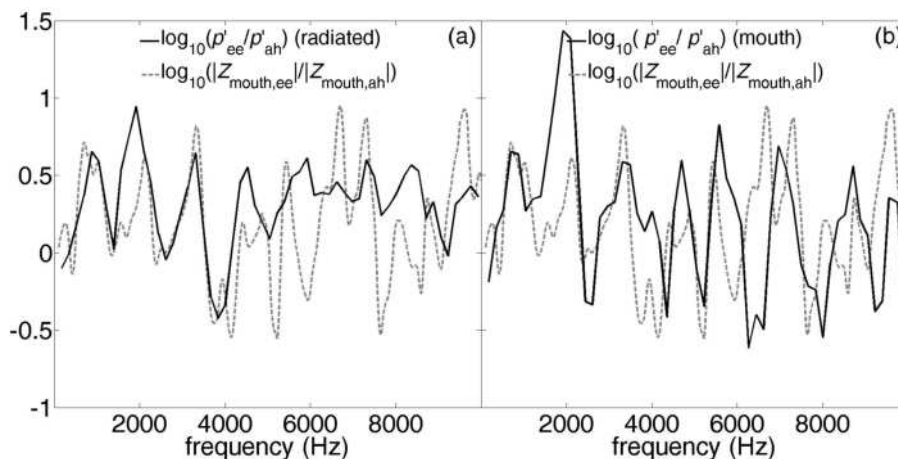 1.5
1
0.5
0
-0.5
-1
log10(p'ee/p'ah) (radiated) (a)
log10(|Zmouth,ee|/|Zmouth,ah|)
2000 4000 6000 8000
frequency (Hz)
log10( p'ee/ p'ah) (mouth) (b)
log10(|Zmouth,ee|/|Zmouth,ah|)
2000 4000 6000 8000
frequency (Hz)